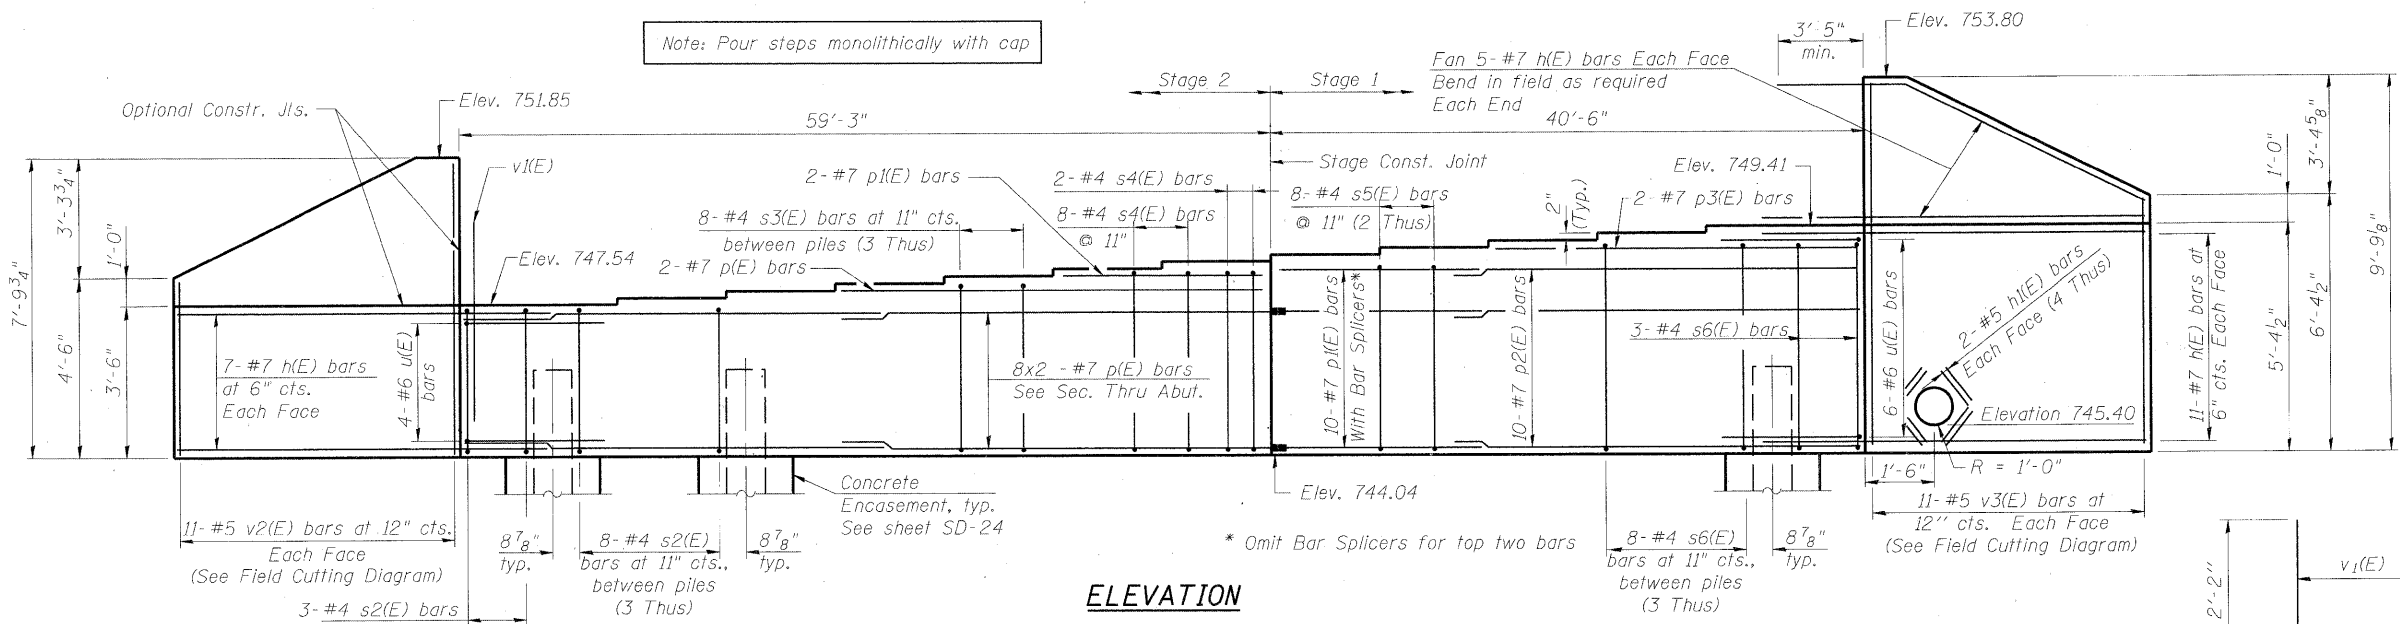 Note: Pour steps monolithically with cap
Elev. 753.80
3'-5"
min.
Fan 5-#7 h(E) bars Each Face
Bend in field as required
Each End
Stage 2
Stage 1
Optional Constr. Jts.
Elev. 751.85
59'-3"
40'-6"
v1(E)
Stage Const. Joint
Elev. 749.41
2-#7 p1(E) bars
2-#4 s4(E) bars
8-#4 s5(E) bars
@ 11" (2 Thus)
2"
(Typ.)
2-#7 p3(E) bars
8-#4 s3(E) bars at 11" cts.
between piles (3 Thus)
8-#4 s4(E) bars
@ 11"
2-#7 p(E) bars
Elev. 747.54
7'-9 3/4"
3'-3 3/4"
1'-0"
4'-6"
3'-6"
1'-0"
3'-4 5/8"
9'-9 1/8"
6'-4 1/2"
5'-4 1/2"
7-#7 h(E) bars
at 6" cts.
Each Face
4-#6 u(E)
bars
8x2 -#7 p(E) bars
See Sec. Thru Abut.
10-#7 p1(E) bars
With Bar Splicers*
10-#7 p2(E) bars
3-#4 s6(E) bars
6-#6 u(E) bars
2-#5 h1(E) bars
Each Face (4 Thus)
11-#7 h(E) bars at
6" cts. Each Face
Elevation 745.40
1'-6"
R = 1'-0"
Concrete
Encasement, typ.
See sheet SD-24
Elev. 744.04
11-#5 v2(E) bars at 12" cts.
Each Face
(See Field Cutting Diagram)
8 7/8"
typ.
8-#4 s2(E)
bars at 11" cts.,
between piles
(3 Thus)
8 7/8"
typ.
3-#4 s2(E) bars
* Omit Bar Splicers for top two bars
8-#4 s6(E)
bars at 11" cts.,
between piles
(3 Thus)
8 7/8"
typ.
11-#5 v3(E) bars at
12" cts. Each Face
(See Field Cutting Diagram)
2'-2"
v1(E)
ELEVATION